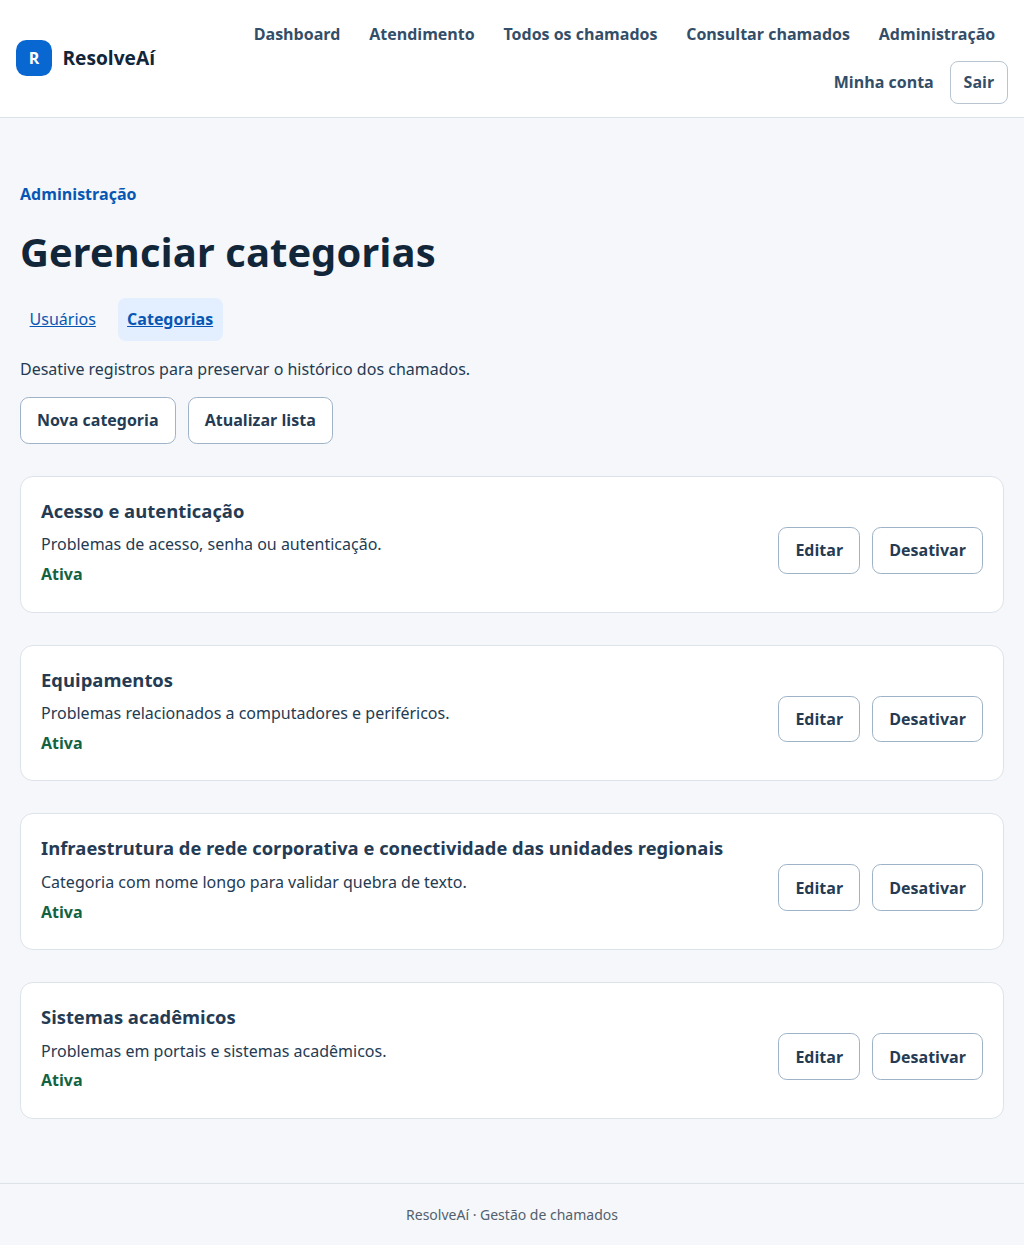 R ResolveAí
Dashboard Atendimento Todos os chamados Consultar chamados Administração
Minha conta Sair
Administração
Gerenciar categorias
Usuários Categorias
Desative registros para preservar o histórico dos chamados.
Nova categoria Atualizar lista
Acesso e autenticação
Problemas de acesso, senha ou autenticação.
Ativa
Editar Desativar
Equipamentos
Problemas relacionados a computadores e periféricos.
Ativa
Editar Desativar
Infraestrutura de rede corporativa e conectividade das unidades regionais
Categoria com nome longo para validar quebra de texto.
Ativa
Editar Desativar
Sistemas acadêmicos
Problemas em portais e sistemas acadêmicos.
Ativa
Editar Desativar
ResolveAí · Gestão de chamados